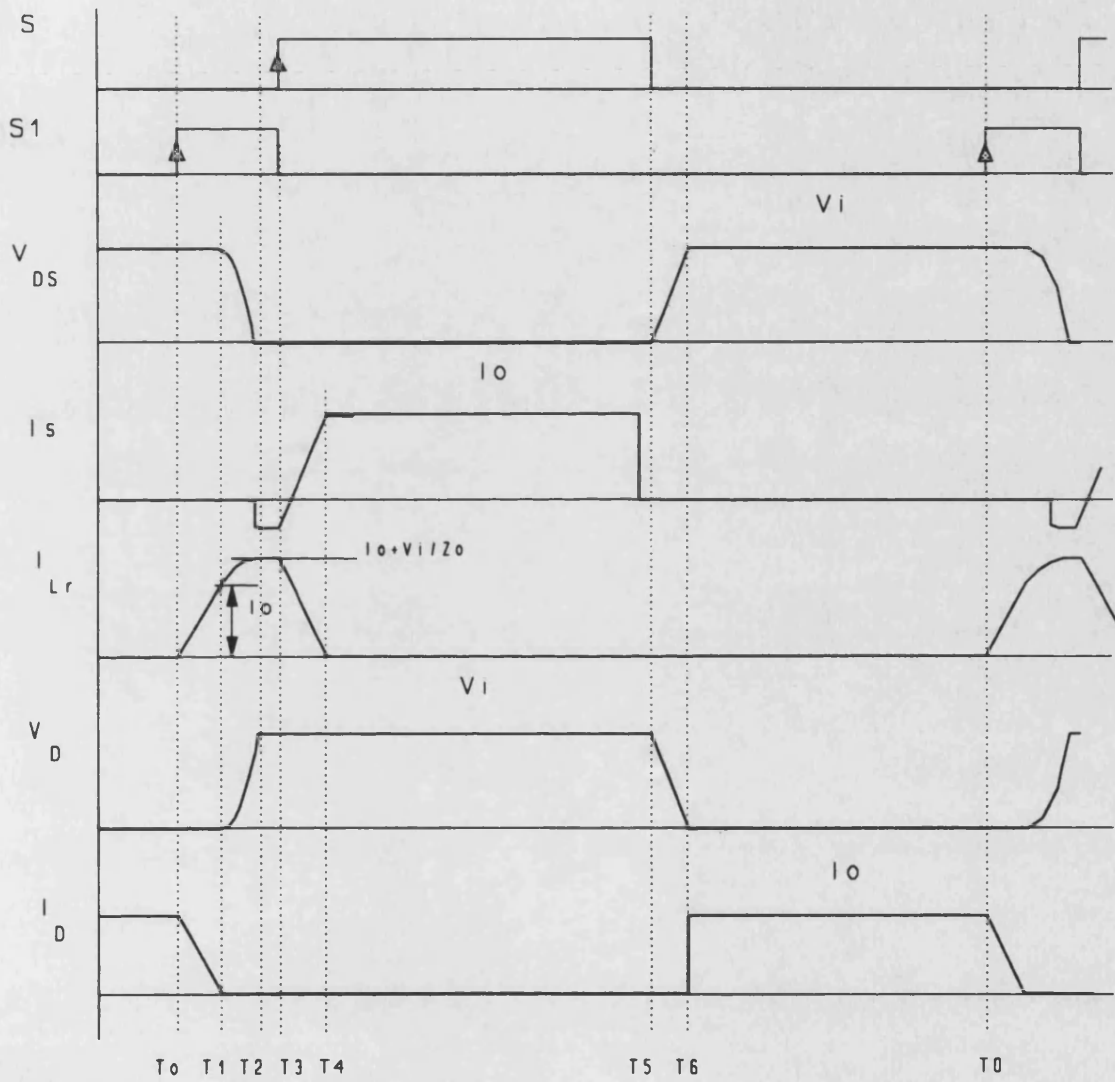 S
S1
Vi
V DS
Io
Is
I Lr
Io+Vi/Zo
Io
Vi
V D
Io
I D
To T1 T2 T3 T4 T5 T6 T0